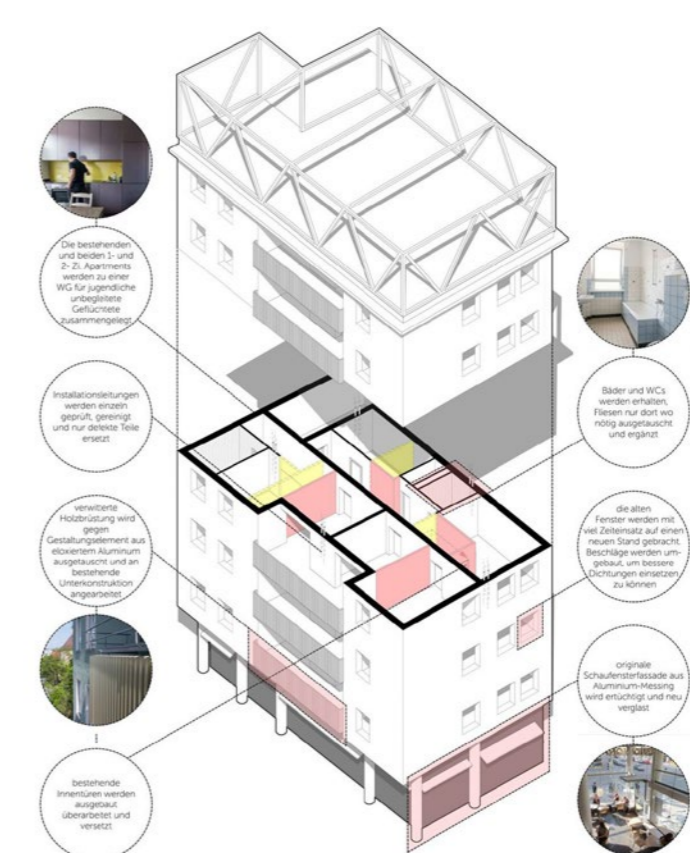 Die bestehenden
und beiden 1- und
2- Zi. Apartments
werden zu einer
WG für jugendliche
unbegleitete
Geflüchtete
zusammengelegt
Installationsleitungen
werden einzeln
geprüft, gereinigt
und nur defekte Teile
ersetzt
verwitterte
Holzbrüstung wird
gegen
Gestaltungselement aus
eloxiertem Aluminum
ausgetauscht und an
bestehende
Unterkonstruktion
angearbeitet
bestehende
Innentüren werden
ausgebaut
überarbeitet und
versetzt
Bäder und WCs
werden erhalten,
Fliesen nur dort wo
nötig ausgetauscht
und ergänzt
die alten
Fenster werden mit
viel Zeiteinsatz auf einen
neuen Stand gebracht.
Beschläge werden um-
gebaut, um bessere
Dichtungen einsetzen
zu können
originale
Schaufensterfassade aus
Aluminium-Messing
wird ertüchtigt und neu
verglast